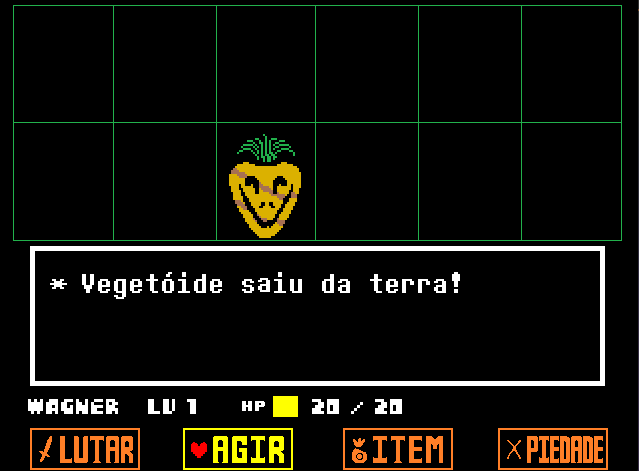 * Vegetóide saiu da terra!
WAGNER LV 1 HP 20 / 20
LUTAR AGIR ITEM PIEDADE